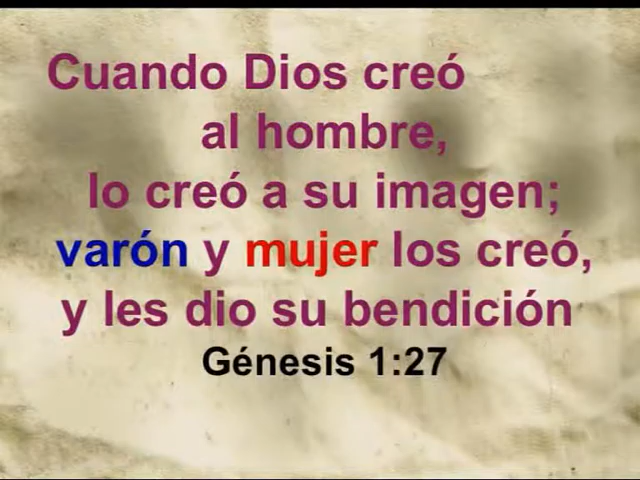 Cuando Dios creó
al hombre,
lo creó a su imagen;
varón y mujer los creó,
y les dio su bendición
Génesis 1:27